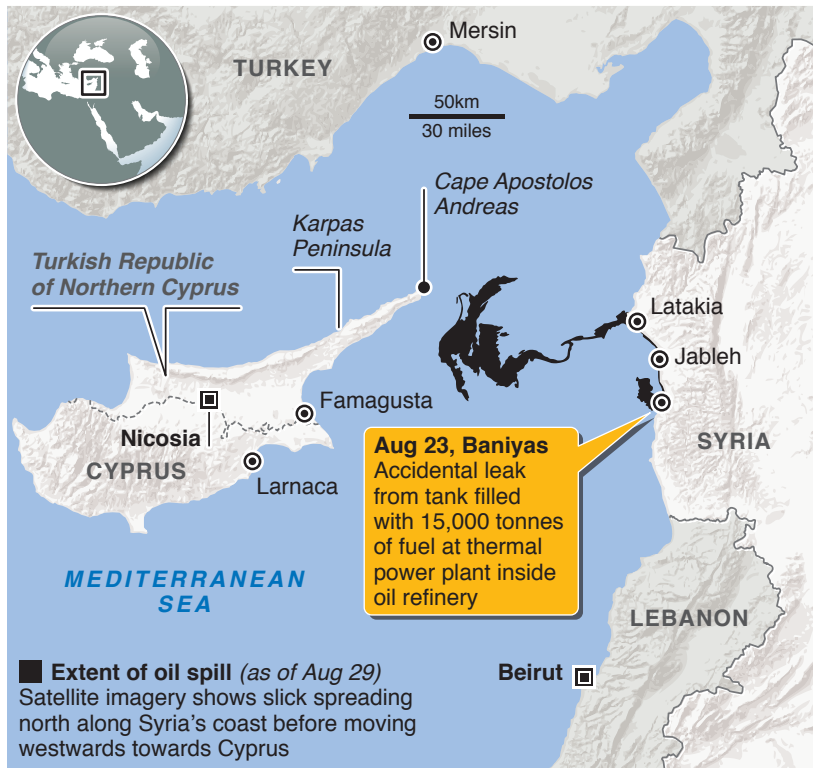 Mersin
TURKEY
50km
30 miles
Cape Apostolos
Andreas
Karpas
Peninsula
Turkish Republic
of Northern Cyprus
Latakia
Jableh
Famagusta
Nicosia
CYPRUS
Larnaca
SYRIA
Aug 23, Baniyas
Accidental leak
from tank filled
with 15,000 tonnes
of fuel at thermal
power plant inside
oil refinery
MEDITERRANEAN
SEA
LEBANON
Beirut
Extent of oil spill (as of Aug 29)
Satellite imagery shows slick spreading
north along Syria's coast before moving
westwards towards Cyprus